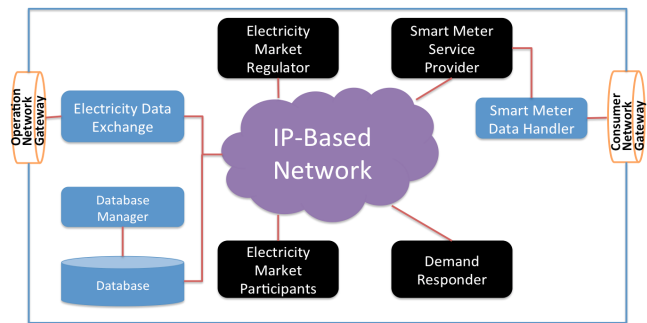 Operation
Network
Gateway
Electricity Data
Exchange
Database
Manager
Database
Electricity
Market
Regulator
IP-Based
Network
Electricity
Market
Participants
Smart Meter
Service
Provider
Smart Meter
Data Handler
Demand
Responder
Consumer
Network
Gateway